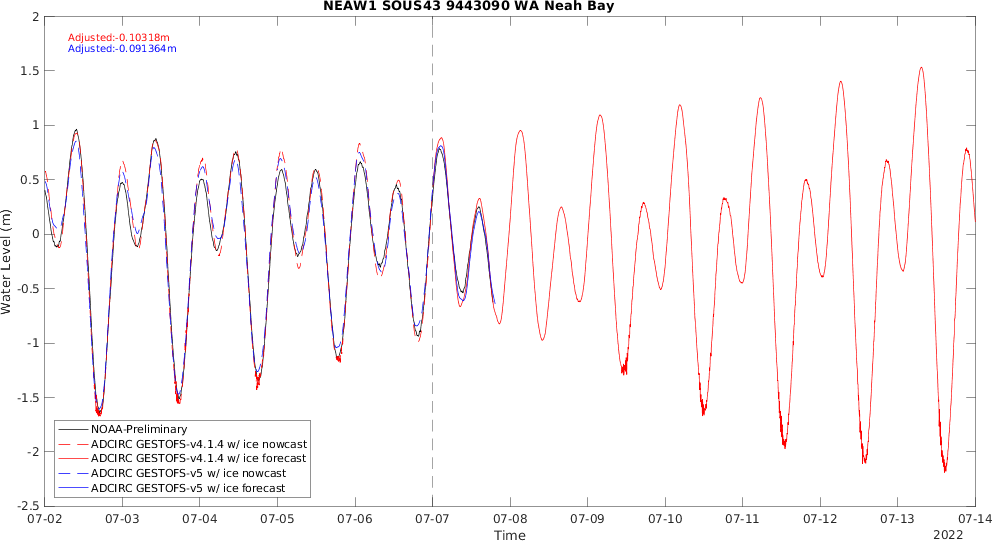 NEAW1 SOUS43 9443090 WA Neah Bay
Adjusted:-0.10318m
Adjusted:-0.091364m
2
1.5
1
0.5
0
-0.5
-1
-1.5
-2
-2.5
Water Level (m)
NOAA-Preliminary
ADCIRC GESTOFS-v4.1.4 w/ ice nowcast
ADCIRC GESTOFS-v4.1.4 w/ ice forecast
ADCIRC GESTOFS-v5 w/ ice nowcast
ADCIRC GESTOFS-v5 w/ ice forecast
07-02 07-03 07-04 07-05 07-06 07-07 07-08 07-09 07-10 07-11 07-12 07-13 07-14
Time
2022